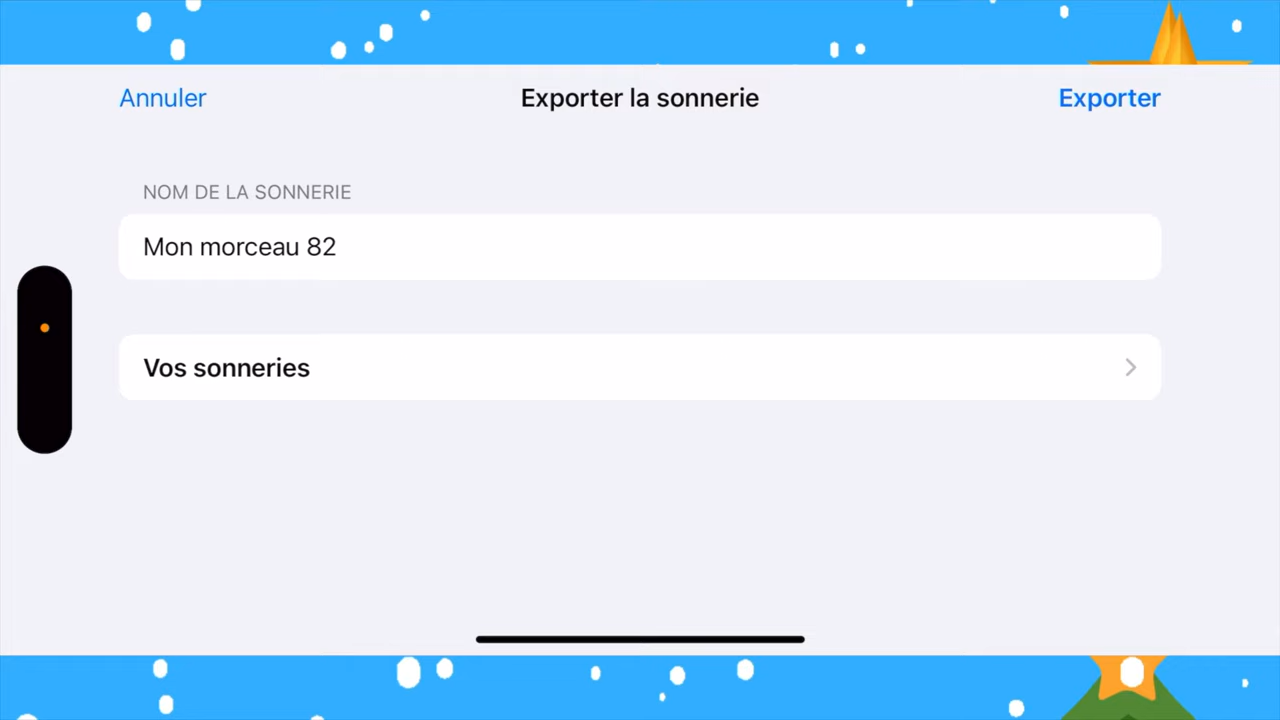 Annuler
Exporter la sonnerie
Exporter
NOM DE LA SONNERIE
Mon morceau 82
Vos sonneries